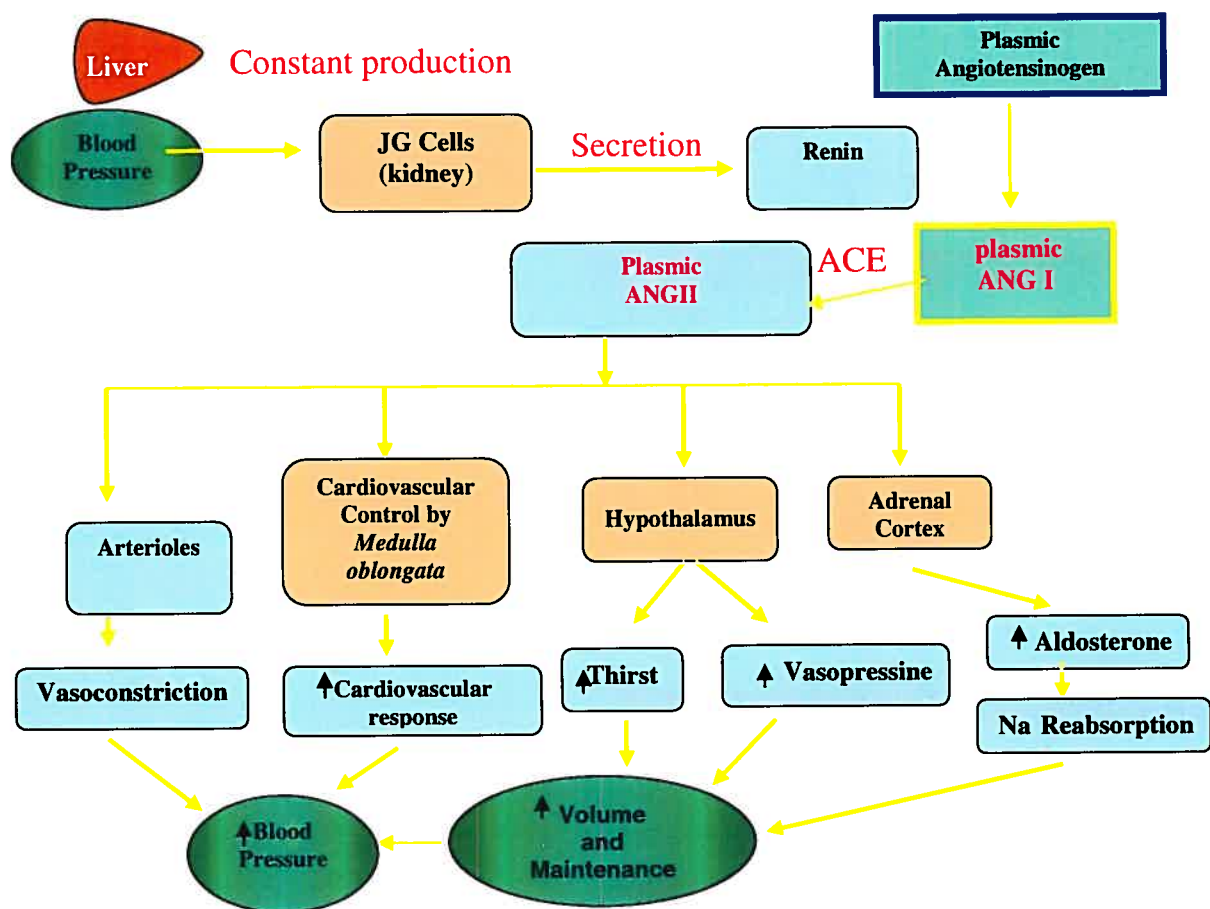 Liver
Constant production
Plasmic
Angiotensinogen
Blood
Pressure
JG Cells
(kidney)
Secretion
Renin
Plasmic
ANGII
ACE
plasmic
ANG I
Arterioles
Cardiovascular
Control by
Medulla
oblongata
Hypothalamus
Adrenal
Cortex
Vasoconstriction
Cardiovascular
response
Thirst
Vasopressine
Aldosterone
Na Reabsorption
Blood
Pressure
Volume
and
Maintenance